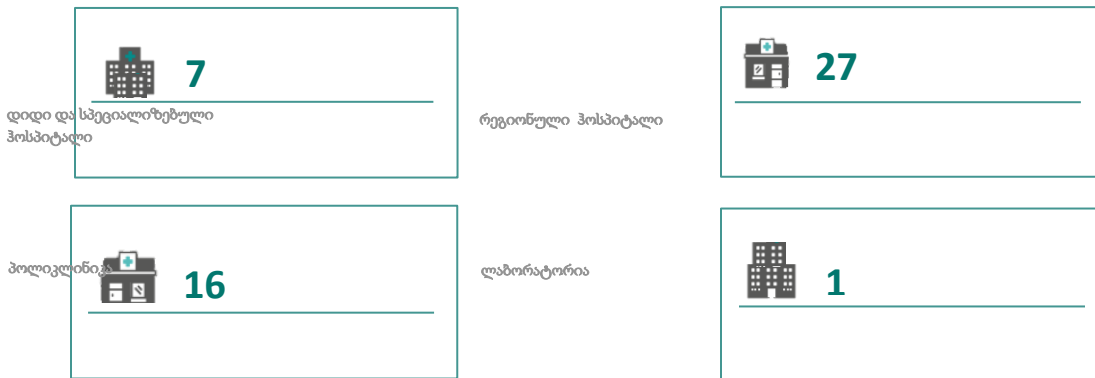 7
დიდი და სპეციალიზებული
ჰოსპიტალი
27
რეგიონული ჰოსპიტალი
16
პოლიკლინიკა
1
ლაბორატორია